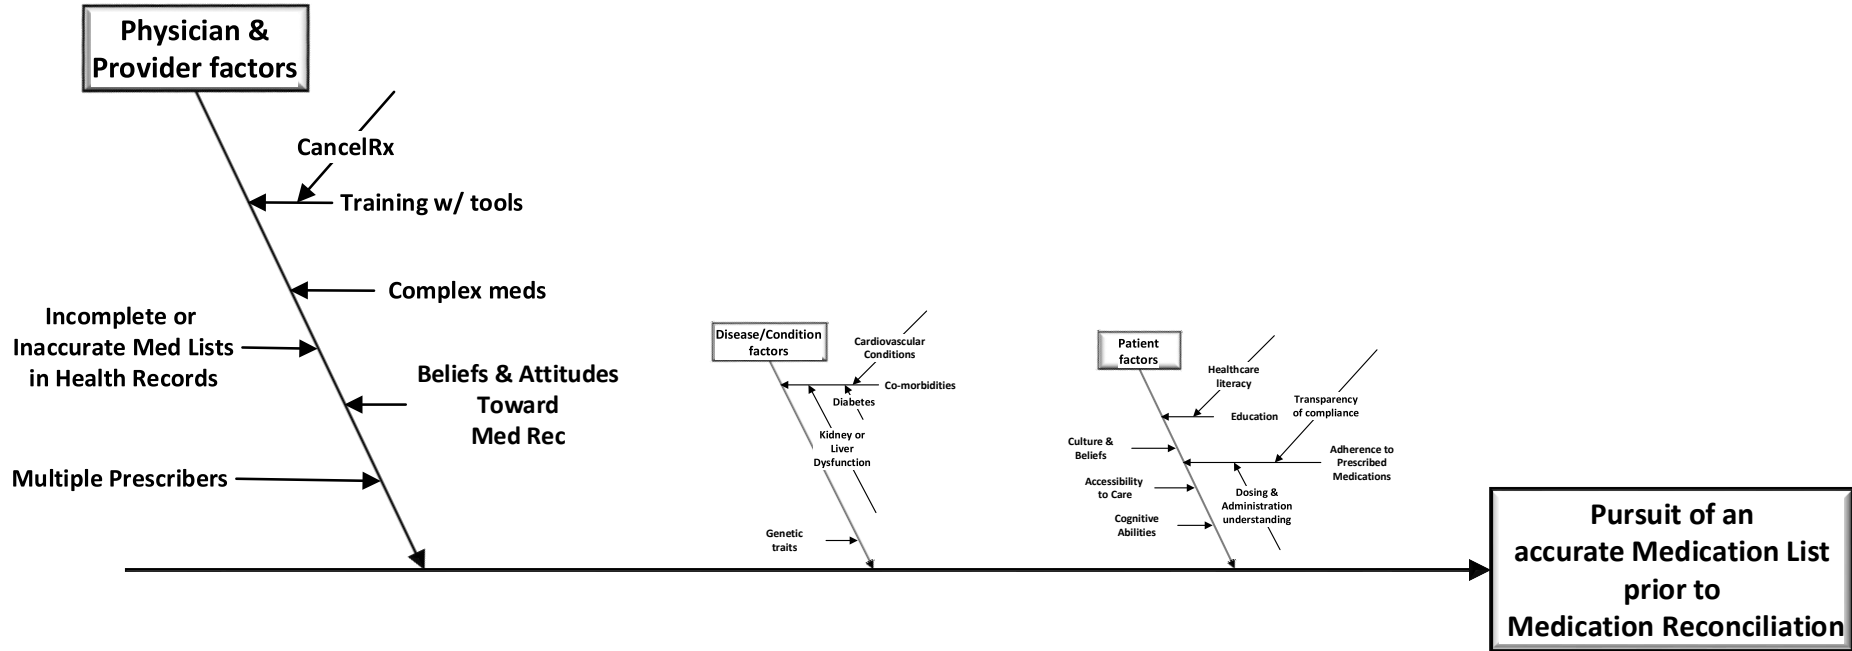 Physician &
Provider factors
CancelRx
Training w/ tools
Complex meds
Incomplete or
Inaccurate Med Lists
in Health Records
Beliefs & Attitudes
Toward
Med Rec
Multiple Prescribers
Disease/Condition
factors
Cardiovascular
Conditions
Co-morbidities
Diabetes
Kidney or
Liver
Dysfunction
Genetic
traits
Patient
factors
Healthcare
literacy
Education
Transparency
of compliance
Culture &
Beliefs
Adherence to
Prescribed
Medications
Accessibility
to Care
Dosing &
Administration
understanding
Cognitive
Abilities
Pursuit of an
accurate Medication List
prior to
Medication Reconciliation